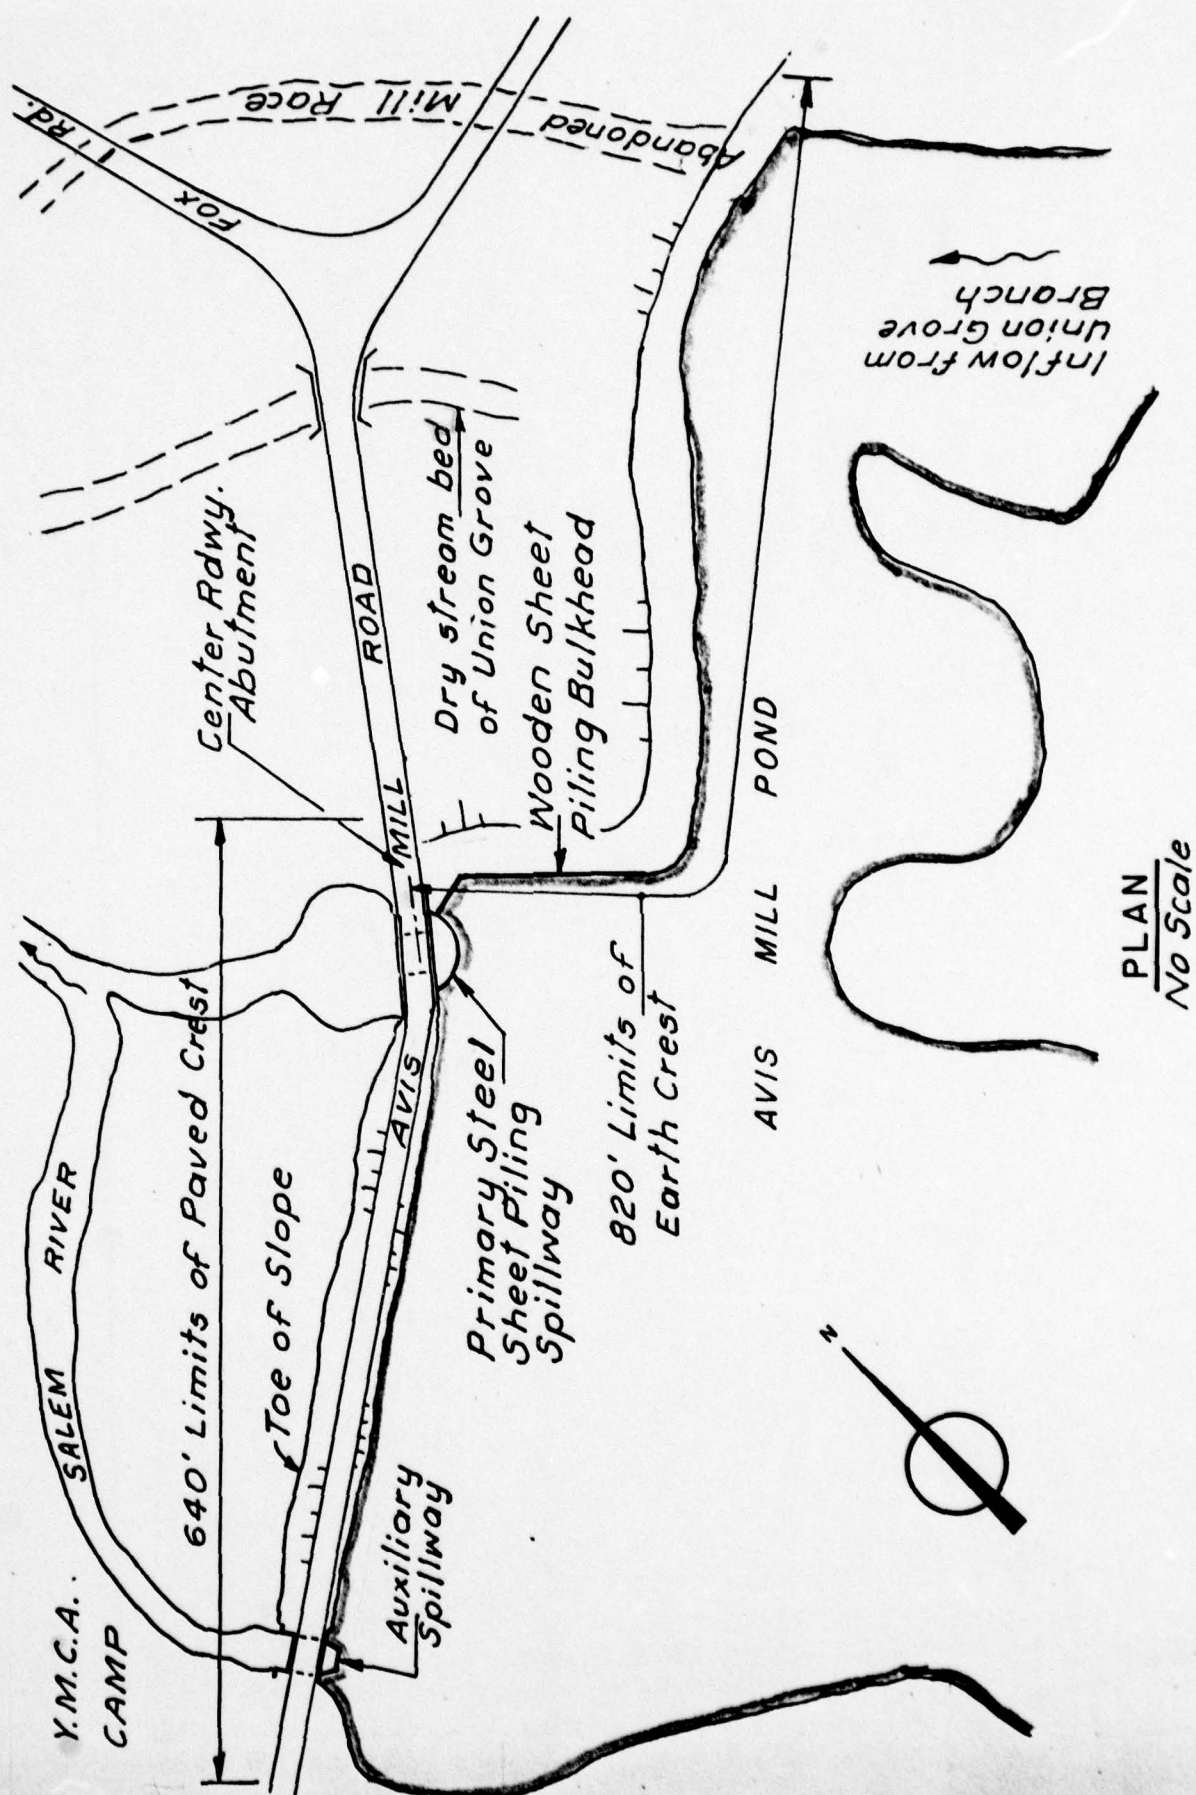 Y.M.C.A.
CAMP
SALEM RIVER
640' Limits of Paved Crest
Toe of Slope
Auxiliary
Spillway
Center Rdwy.
Abutment
Fox Rd.
Abandoned Mill Race
AVIS MILL ROAD
Dry stream bed
of Union Grove
Wooden Sheet
Piling Bulkhead
Primary Steel
Sheet Piling
Spillway
820' Limits of
Earth Crest
AVIS MILL POND
Inflow from
Union Grove
Branch
N
PLAN
No Scale